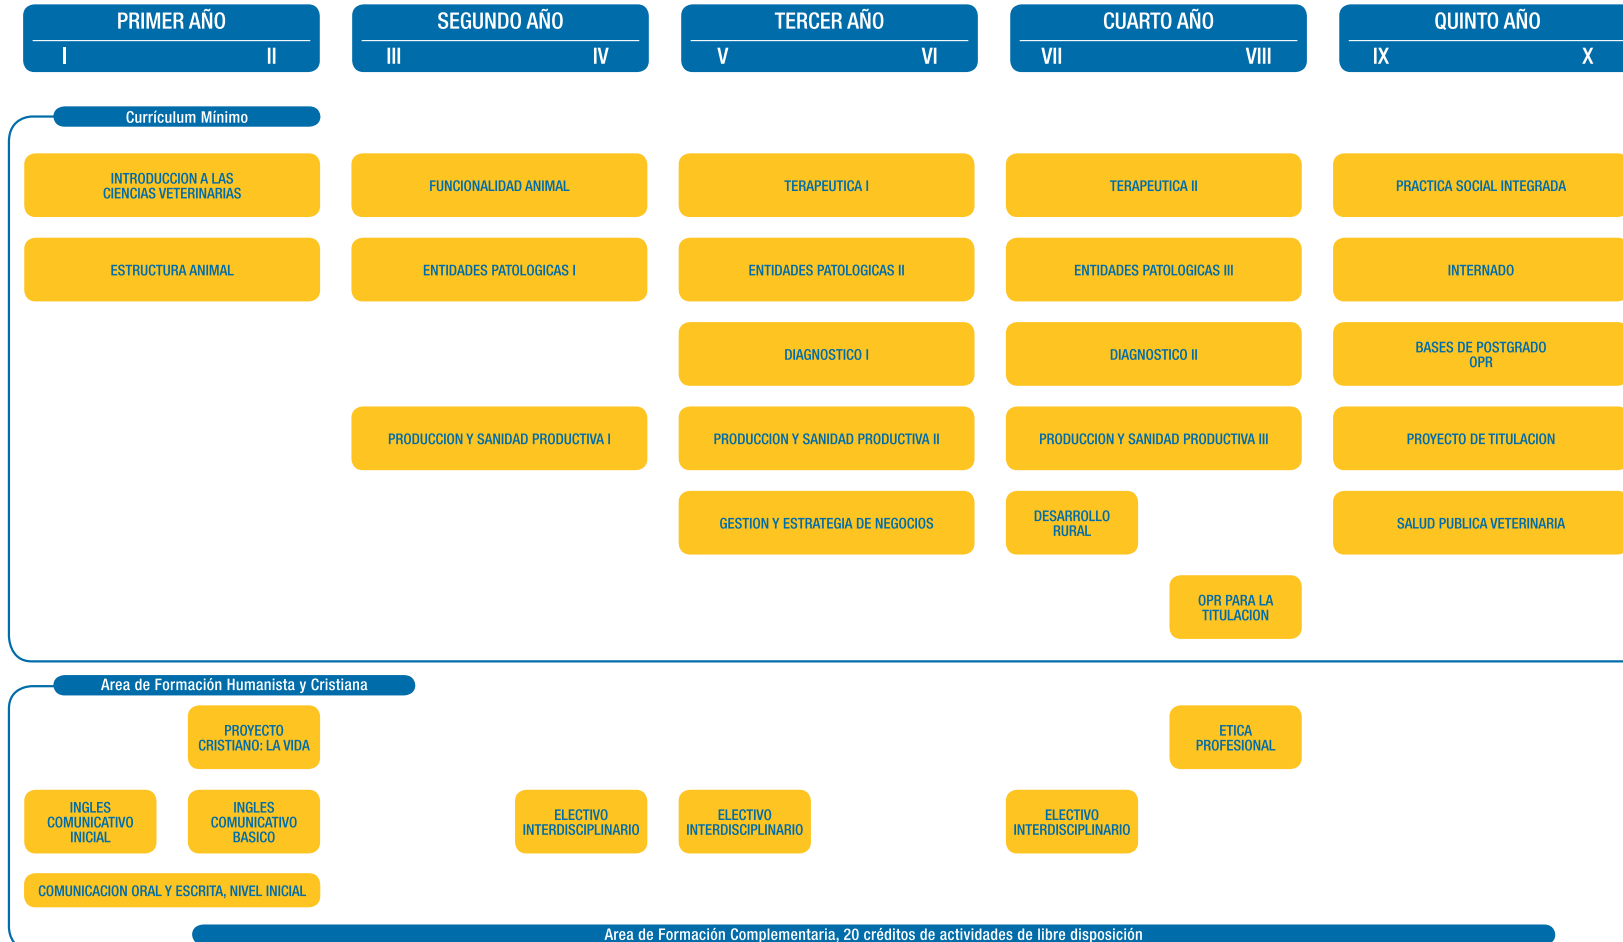 PRIMER AÑO
I II
SEGUNDO AÑO
III IV
TERCER AÑO
V VI
CUARTO AÑO
VII VIII
QUINTO AÑO
IX X
Currículum Mínimo
INTRODUCCION A LAS
CIENCIAS VETERINARIAS
FUNCIONALIDAD ANIMAL
TERAPEUTICA I
TERAPEUTICA II
PRACTICA SOCIAL INTEGRADA
ESTRUCTURA ANIMAL
ENTIDADES PATOLOGICAS I
ENTIDADES PATOLOGICAS II
ENTIDADES PATOLOGICAS III
INTERNADO
DIAGNOSTICO I
DIAGNOSTICO II
BASES DE POSTGRADO
OPR
PRODUCCION Y SANIDAD PRODUCTIVA I
PRODUCCION Y SANIDAD PRODUCTIVA II
PRODUCCION Y SANIDAD PRODUCTIVA III
PROYECTO DE TITULACION
GESTION Y ESTRATEGIA DE NEGOCIOS
DESARROLLO
RURAL
SALUD PUBLICA VETERINARIA
OPR PARA LA
TITULACION
Area de Formación Humanista y Cristiana
PROYECTO
CRISTIANO: LA VIDA
ETICA
PROFESIONAL
INGLES
COMUNICATIVO
INICIAL
INGLES
COMUNICATIVO
BASICO
ELECTIVO
INTERDISCIPLINARIO
ELECTIVO
INTERDISCIPLINARIO
ELECTIVO
INTERDISCIPLINARIO
COMUNICACION ORAL Y ESCRITA, NIVEL INICIAL
Area de Formación Complementaria, 20 créditos de actividades de libre disposición